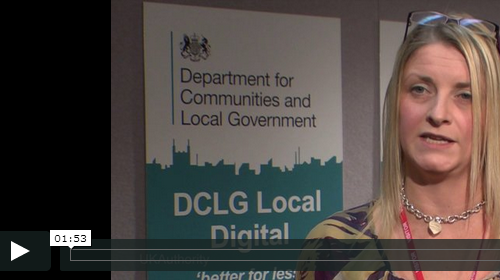 Department for
Communities and
Local Government
DCLG Local
Digital
'better for less
01:53